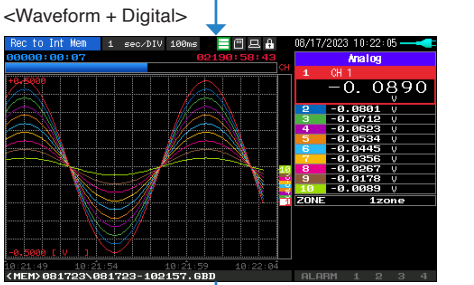 <Waveform + Digital>
Rec to Int Mem 1 sec/DIV 100ms 08/17/2023 10:22:05
00000:00:07 02190:58:43
CH
Analog
1 CH 1
-0.0890
V
2 -0.0801 V
3 -0.0712 V
4 -0.0623 V
5 -0.0534 V
6 -0.0445 V
7 -0.0356 V
8 -0.0267 V
9 -0.0178 V
10 -0.0089 V
ZONE 1zone
+0.5000
10
1
-0.5000 [ V ]
10:21:49 10:21:54 10:21:59 10:22:04
<MEM>081723\081723-102157.GBD
ALARM 1 2 3 4